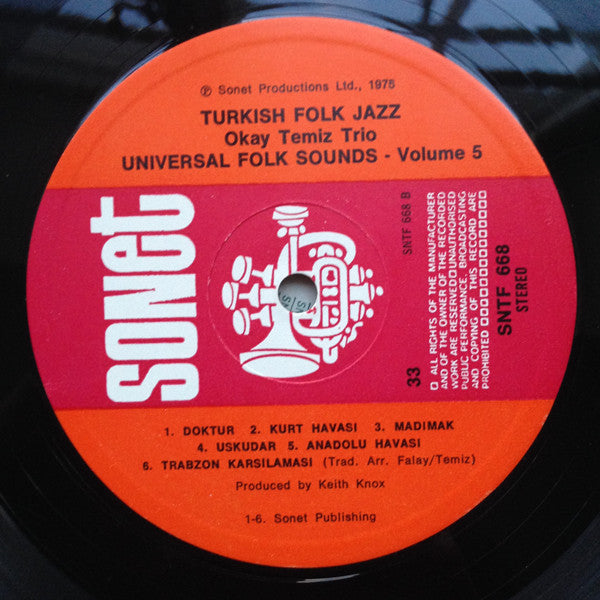 ℗ Sonet Productions Ltd., 1975
TURKISH FOLK JAZZ
Okay Temiz Trio
UNIVERSAL FOLK SOUNDS - Volume 5
sonet
SNTF 668 B
33
□ ALL RIGHTS OF THE MANUFACTURER
AND OF THE OWNER OF THE RECORDED
WORK ARE RESERVED □ UNAUTHORISED
PUBLIC PERFORMANCE BROADCASTING
AND COPYING OF THIS RECORD ARE
PROHIBITED □□□□□□□□□□□□□
SNTF 668
STEREO
1. DOKTUR 2. KURT HAVASI 3. MADIMAK
4. USKUDAR 5. ANADOLU HAVASI
6. TRABZON KARSILAMASI (Trad. Arr. Falay/Temiz)
Produced by Keith Knox
1-6. Sonet Publishing